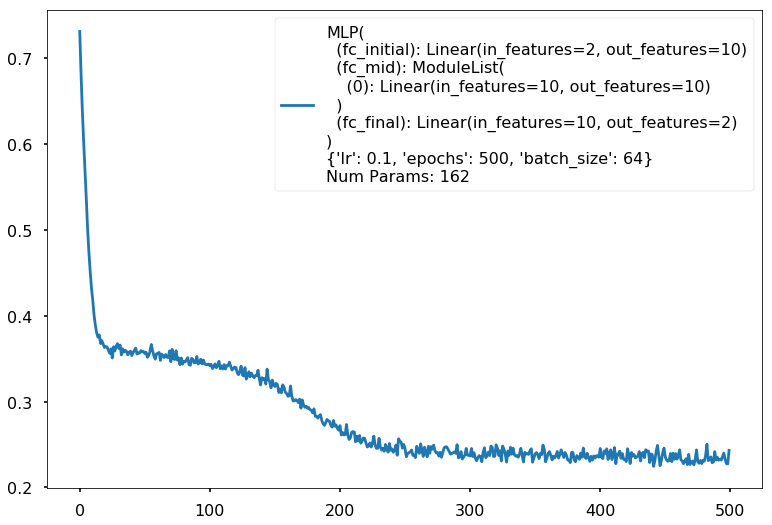 MLP(
(fc_initial): Linear(in_features=2, out_features=10)
(fc_mid): ModuleList(
(0): Linear(in_features=10, out_features=10)
)
(fc_final): Linear(in_features=10, out_features=2)
)
{'lr': 0.1, 'epochs': 500, 'batch_size': 64}
Num Params: 162
0.7
0.6
0.5
0.4
0.3
0.2
0 100 200 300 400 500